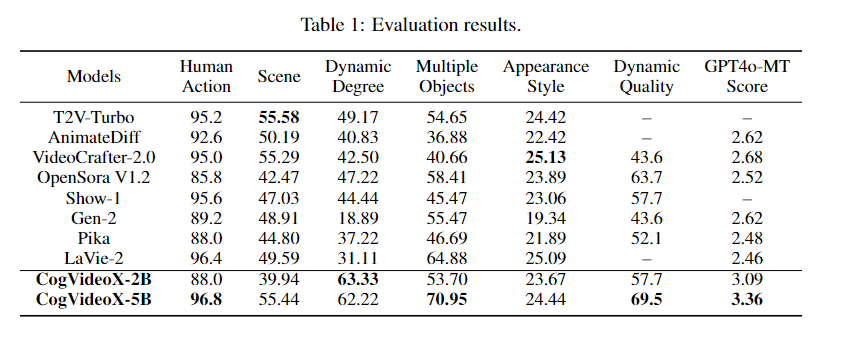 Table 1: Evaluation results.
Models Human Action Scene Dynamic Degree Multiple Objects Appearance Style Dynamic Quality GPT4o-MT Score
T2V-Turbo 95.2 55.58 49.17 54.65 24.42 – –
AnimateDiff 92.6 50.19 40.83 36.88 22.42 – 2.62
VideoCrafter-2.0 95.0 55.29 42.50 40.66 25.13 43.6 2.68
OpenSora V1.2 85.8 42.47 47.22 58.41 23.89 63.7 2.52
Show-1 95.6 47.03 44.44 45.47 23.06 57.7 –
Gen-2 89.2 48.91 18.89 55.47 19.34 43.6 2.62
Pika 88.0 44.80 37.22 46.69 21.89 52.1 2.48
LaVie-2 96.4 49.59 31.11 64.88 25.09 – 2.46
CogVideoX-2B 88.0 39.94 63.33 53.70 23.67 57.7 3.09
CogVideoX-5B 96.8 55.44 62.22 70.95 24.44 69.5 3.36